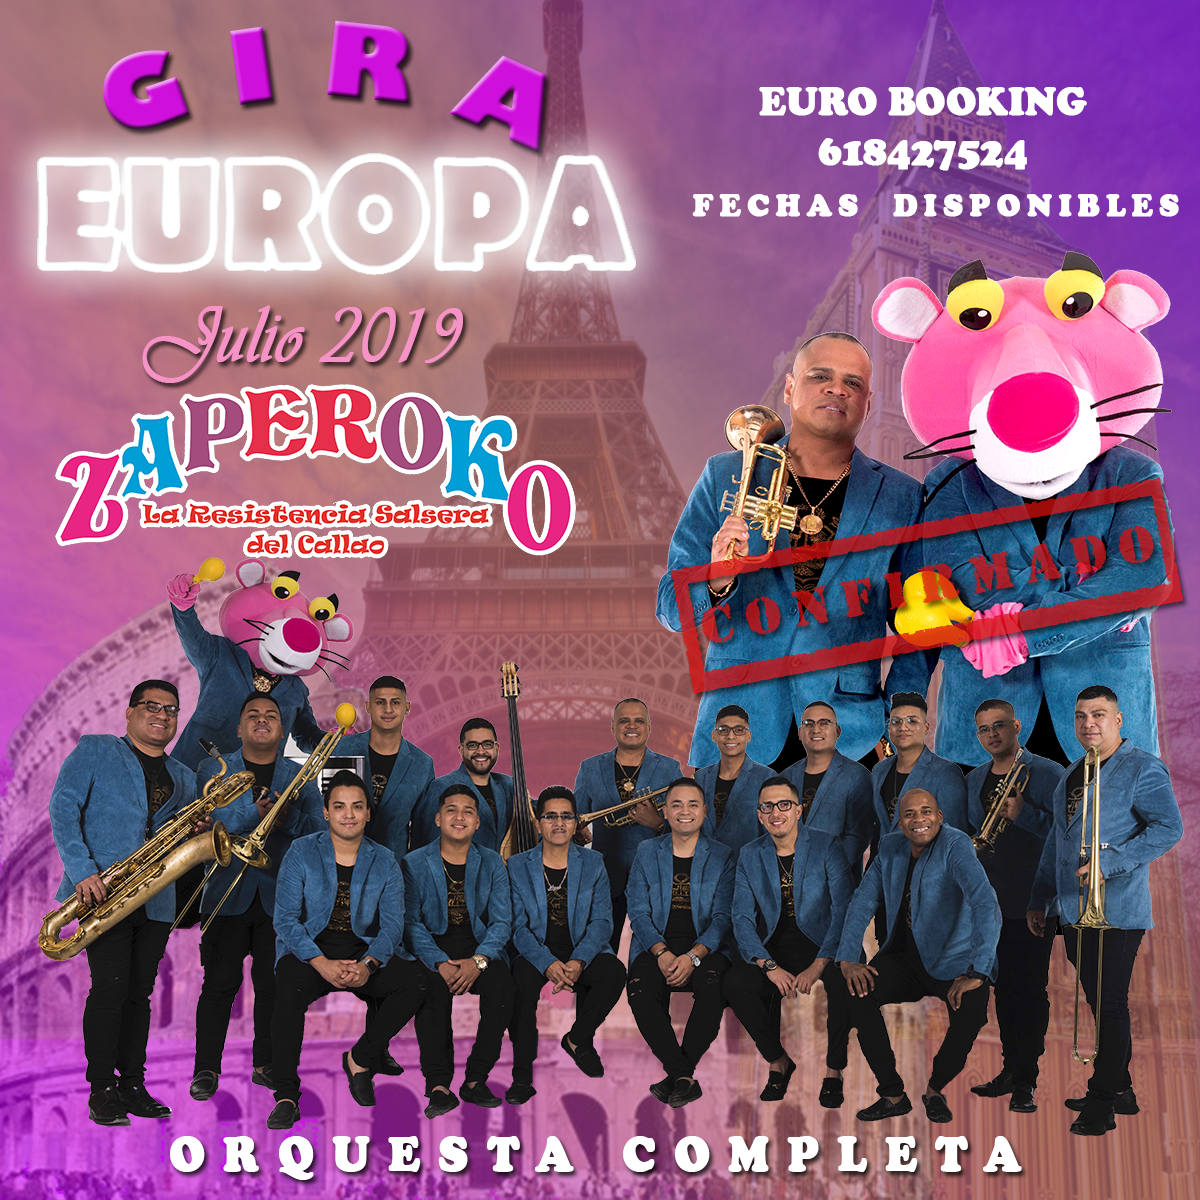 GIRA
EUROPA
Julio 2019
ZAPEROKO
La Resistencia Salsera
del Callao
EURO BOOKING
618427524
FECHAS DISPONIBLES
CONFIRMADO
ORQUESTA COMPLETA